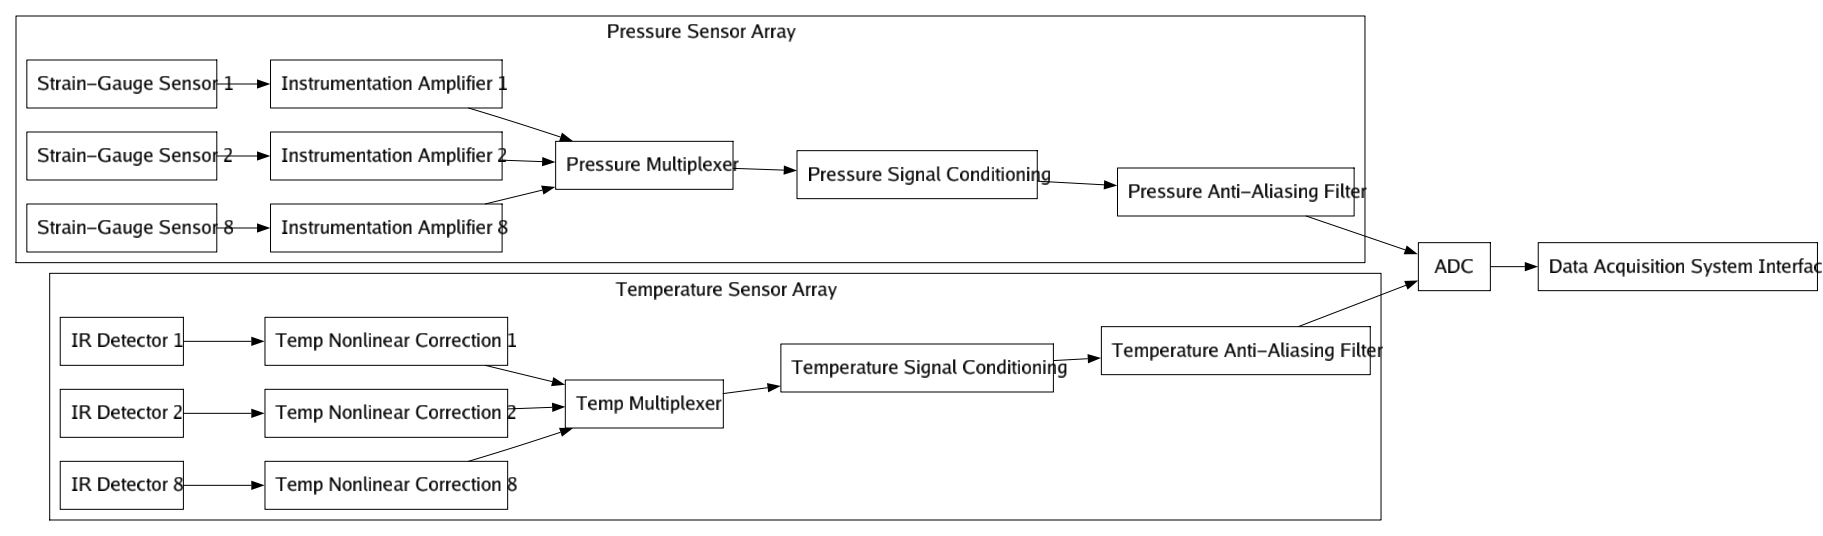 Pressure Sensor Array
Strain-Gauge Sensor 1
Instrumentation Amplifier 1
Strain-Gauge Sensor 2
Instrumentation Amplifier 2
Pressure Multiplexer
Pressure Signal Conditioning
Pressure Anti-Aliasing Filter
Strain-Gauge Sensor 8
Instrumentation Amplifier 8
ADC
Data Acquisition System Interfac
Temperature Sensor Array
IR Detector 1
Temp Nonlinear Correction 1
IR Detector 2
Temp Nonlinear Correction 2
Temp Multiplexer
Temperature Signal Conditioning
Temperature Anti-Aliasing Filter
IR Detector 8
Temp Nonlinear Correction 8